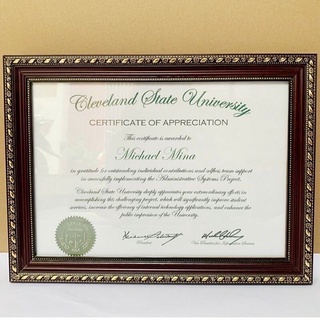 Cleveland State University
CERTIFICATE OF APPRECIATION
This certificate is awarded to
Michael Mina
in gratitude for outstanding individual contributions and selfless team support
in successfully implementing the Administrative Systems Project.
Cleveland State University deeply appreciates your extraordinary efforts in
accomplishing this challenging project, which will significantly improve student
services, increase the efficiency of internal technology applications, and enhance the
public impression of the University.
President